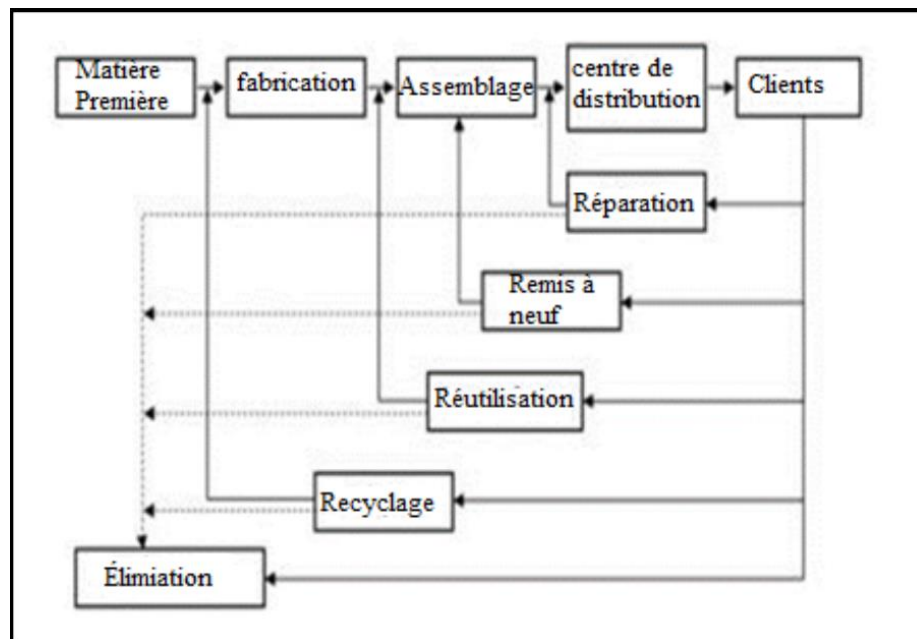 Matière
Première
fabrication
Assemblage
centre de
distribution
Clients
Réparation
Remis à
neuf
Réutilisation
Recyclage
Élimiation